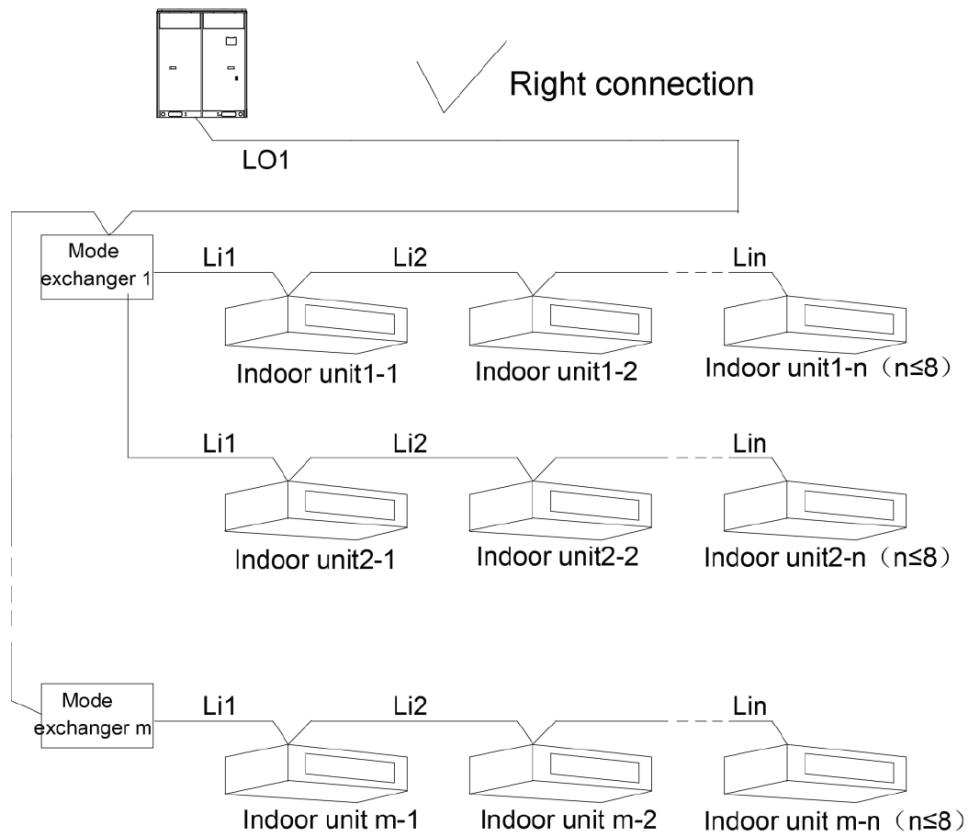 Right connection
LO1
Mode
exchanger 1
Li1
Li2
Lin
Indoor unit1-1
Indoor unit1-2
Indoor unit1-n（n≤8）
Li1
Li2
Lin
Indoor unit2-1
Indoor unit2-2
Indoor unit2-n（n≤8）
Mode
exchanger m
Li1
Li2
Lin
Indoor unit m-1
Indoor unit m-2
Indoor unit m-n（n≤8）